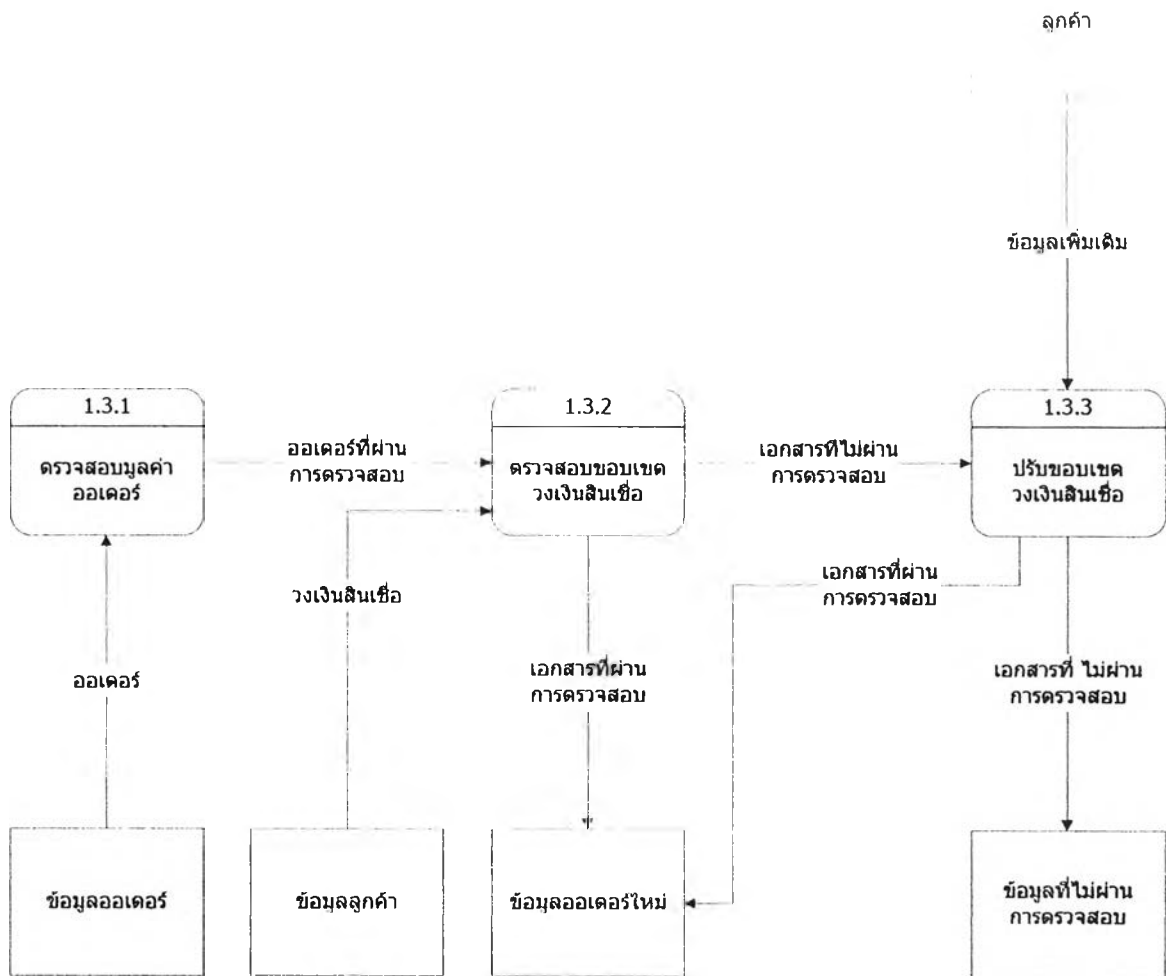 ลูกค้า
ข้อมูลเพิ่มเติม
1.3.1
ตรวจสอบมูลค่า
ออเดอร์
ออเดอร์ที่ผ่าน
การตรวจสอบ
1.3.2
ตรวจสอบขอบเขต
วงเงินสินเชื่อ
เอกสารที่ไม่ผ่าน
การตรวจสอบ
1.3.3
ปรับขอบเขต
วงเงินสินเชื่อ
วงเงินสินเชื่อ
เอกสารที่ผ่าน
การตรวจสอบ
ออเดอร์
เอกสารที่ผ่าน
การตรวจสอบ
เอกสารที่ ไม่ผ่าน
การตรวจสอบ
ข้อมูลออเดอร์
ข้อมูลลูกค้า
ข้อมูลออเดอร์ใหม่
ข้อมูลที่ไม่ผ่าน
การตรวจสอบ